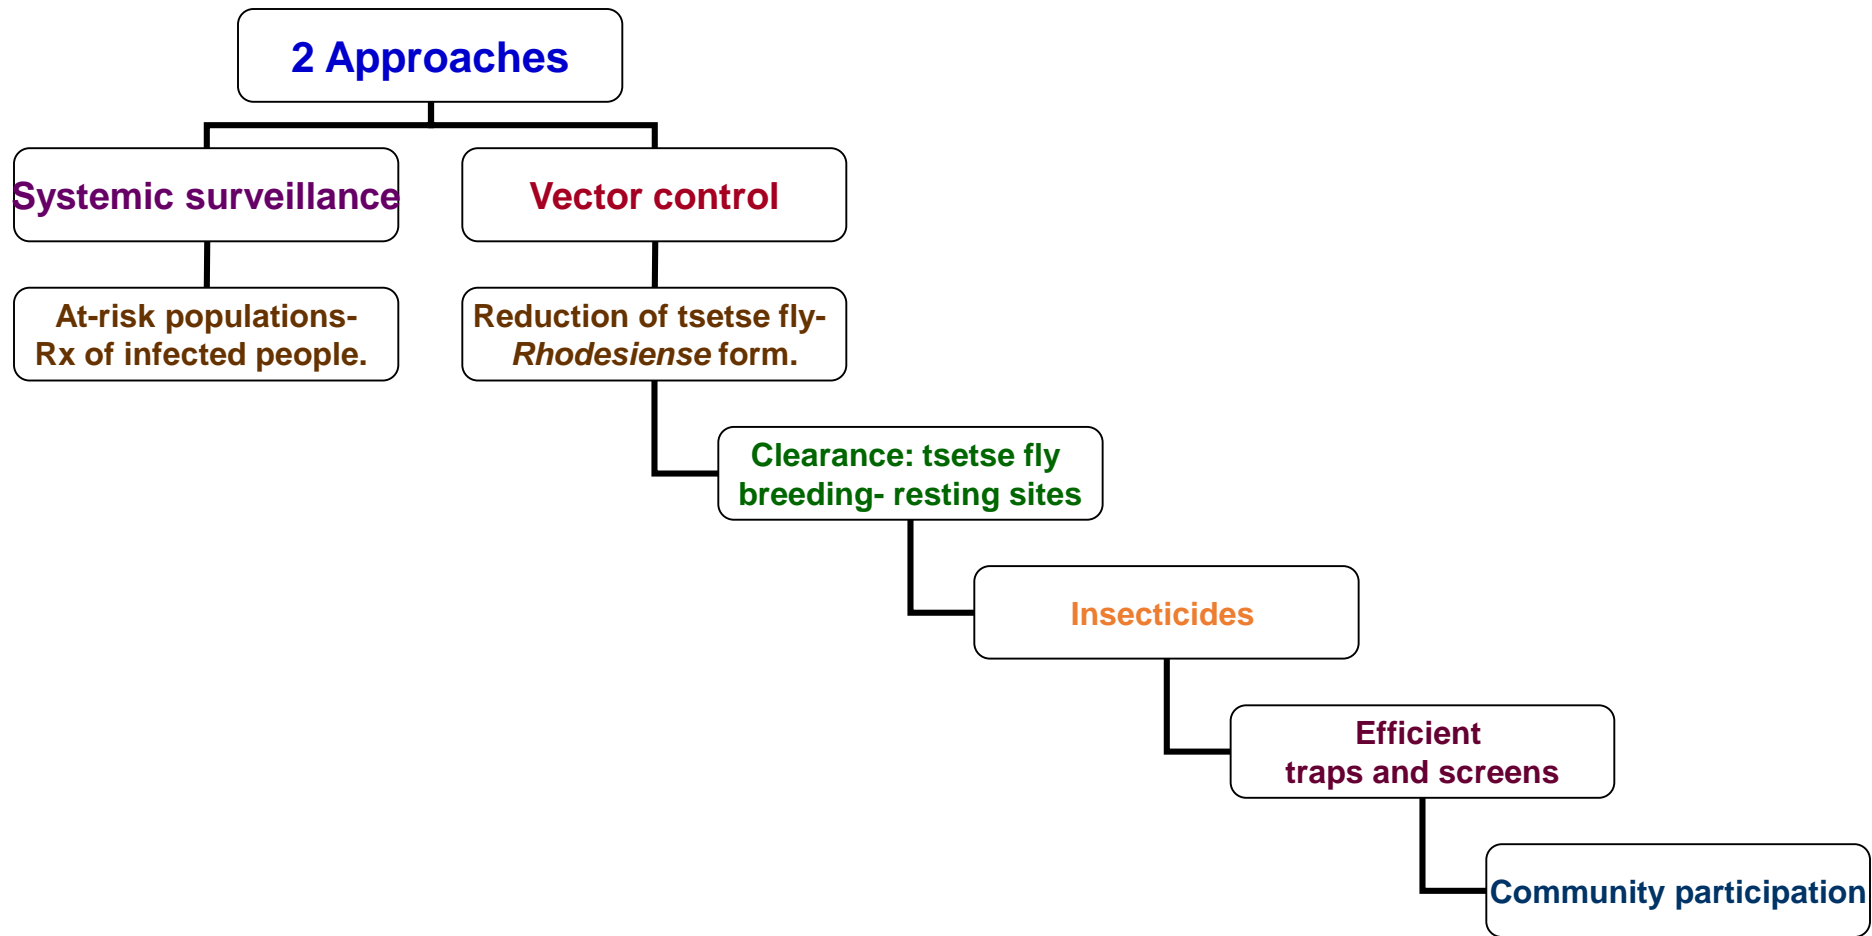 2 Approaches
Systemic surveillance
Vector control
At-risk populations-
Rx of infected people.
Reduction of tsetse fly-
Rhodesiense form.
Clearance: tsetse fly
breeding- resting sites
Insecticides
Efficient
traps and screens
Community participation